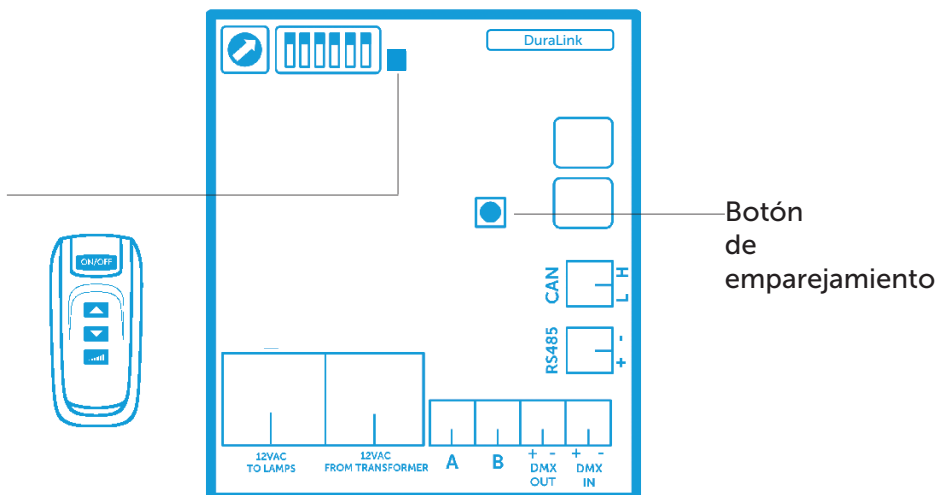 DuraLink
Botón
de
emparejamiento
ON/OFF
CAN
H
L
RS485
-
+
12VAC
TO LAMPS
12VAC
FROM TRANSFORMER
A
B
+ -
DMX
OUT
+ -
DMX
IN